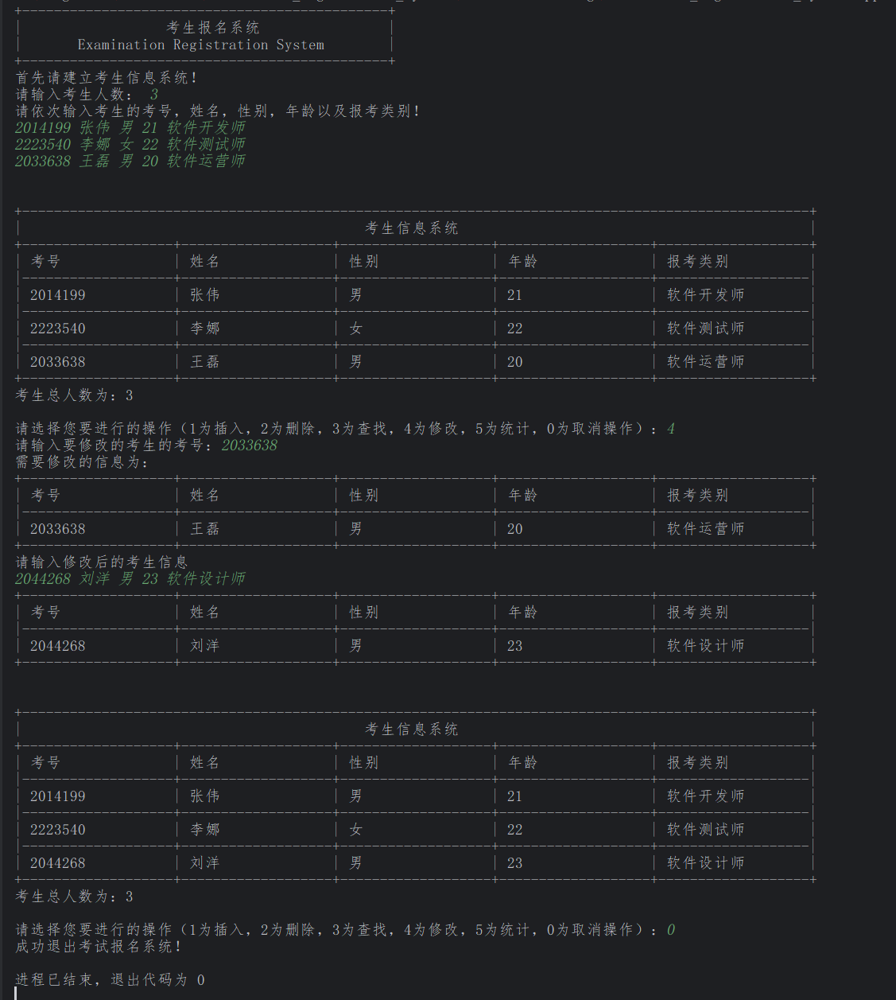 考生报名系统
Examination Registration System
首先请建立考生信息系统!
请输入考生人数: 3
请依次输入考生的考号,姓名,性别,年龄以及报考类别!
2014199 张伟 男 21 软件开发师
2223540 李娜 女 22 软件测试师
2033638 王磊 男 20 软件运营师
考生信息系统
考号 姓名 性别 年龄 报考类别
2014199 张伟 男 21 软件开发师
2223540 李娜 女 22 软件测试师
2033638 王磊 男 20 软件运营师
考生总人数为:3
请选择您要进行的操作(1为插入,2为删除,3为查找,4为修改,5为统计,0为取消操作):4
请输入要修改的考生的考号:2033638
需要修改的信息为:
考号 姓名 性别 年龄 报考类别
2033638 王磊 男 20 软件运营师
请输入修改后的考生信息
2044268 刘洋 男 23 软件设计师
考号 姓名 性别 年龄 报考类别
2044268 刘洋 男 23 软件设计师
考生信息系统
考号 姓名 性别 年龄 报考类别
2014199 张伟 男 21 软件开发师
2223540 李娜 女 22 软件测试师
2044268 刘洋 男 23 软件设计师
考生总人数为:3
请选择您要进行的操作(1为插入,2为删除,3为查找,4为修改,5为统计,0为取消操作):0
成功退出考试报名系统!
进程已结束,退出代码为 0